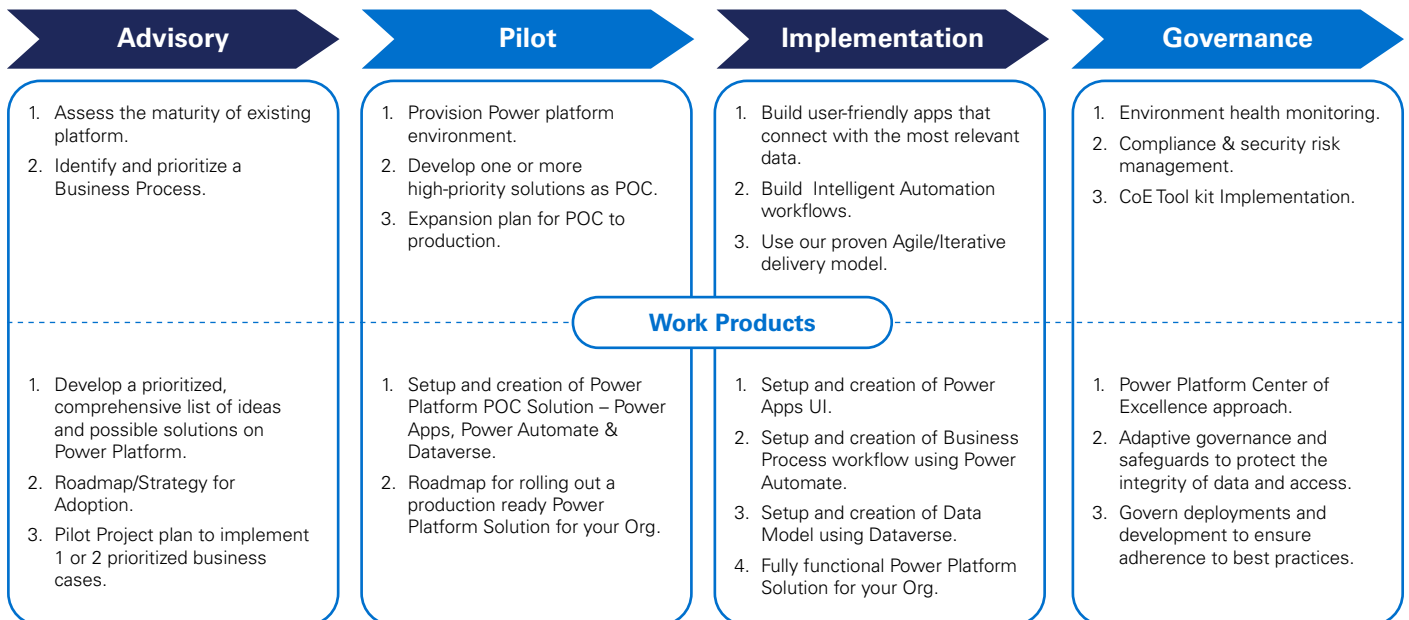 Advisory
Pilot
Implementation
Governance
1. Assess the maturity of existing
platform.
2. Identify and prioritize a
Business Process.
1. Provision Power platform
environment.
2. Develop one or more
high-priority solutions as POC.
3. Expansion plan for POC to
production.
1. Build user-friendly apps that
connect with the most relevant
data.
2. Build Intelligent Automation
workflows.
3. Use our proven Agile/Iterative
delivery model.
1. Environment health monitoring.
2. Compliance & security risk
management.
3. CoE Tool kit Implementation.
Work Products
1. Develop a prioritized,
comprehensive list of ideas
and possible solutions on
Power Platform.
2. Roadmap/Strategy for
Adoption.
3. Pilot Project plan to implement
1 or 2 prioritized business
cases.
1. Setup and creation of Power
Platform POC Solution – Power
Apps, Power Automate &
Dataverse.
2. Roadmap for rolling out a
production ready Power
Platform Solution for your Org.
1. Setup and creation of Power
Apps UI.
2. Setup and creation of Business
Process workflow using Power
Automate.
3. Setup and creation of Data
Model using Dataverse.
4. Fully functional Power Platform
Solution for your Org.
1. Power Platform Center of
Excellence approach.
2. Adaptive governance and
safeguards to protect the
integrity of data and access.
3. Govern deployments and
development to ensure
adherence to best practices.